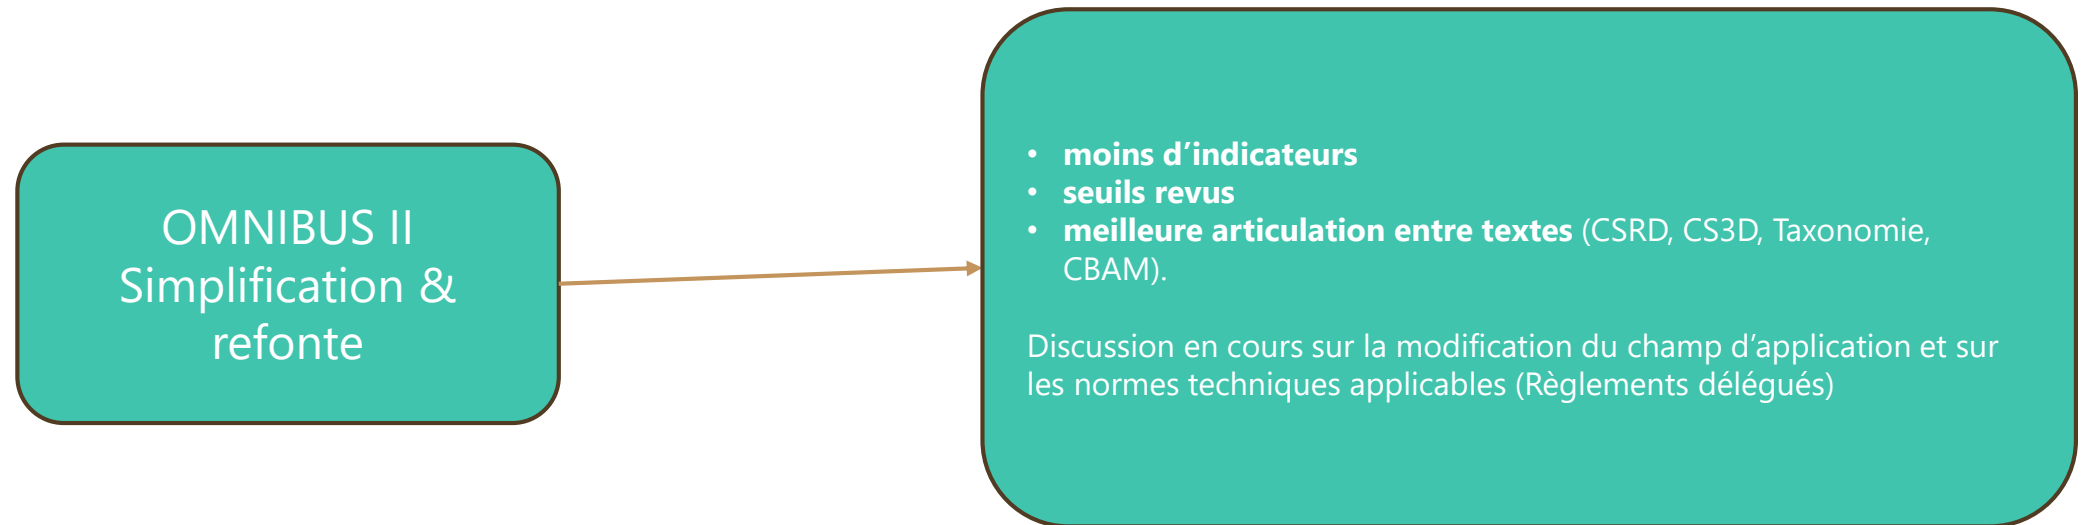 OMNIBUS II
Simplification &
refonte
• moins d’indicateurs
• seuils revus
• meilleure articulation entre textes (CSRD, CS3D, Taxonomie,
CBAM).
Discussion en cours sur la modification du champ d’application et sur
les normes techniques applicables (Règlements délégués)